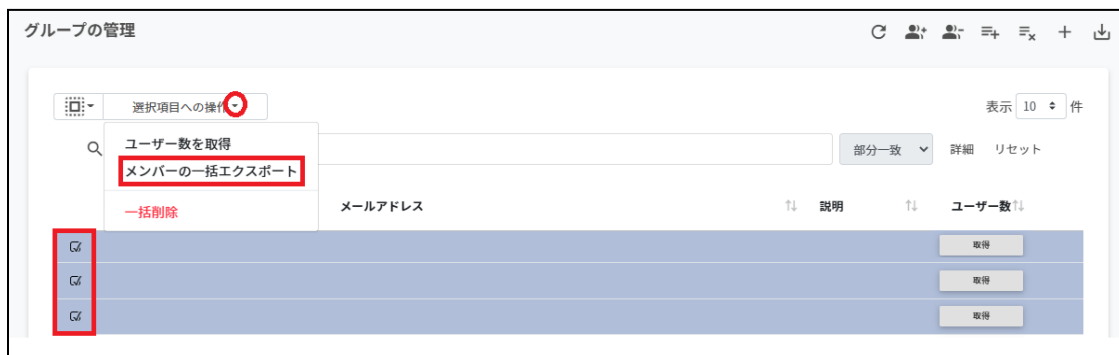 グループの管理
選択項目への操作
表示 10 件
ユーザー数を取得
部分一致 詳細 リセット
メンバーの一括エクスポート
一括削除
メールアドレス 説明 ユーザー数
取得
取得
取得